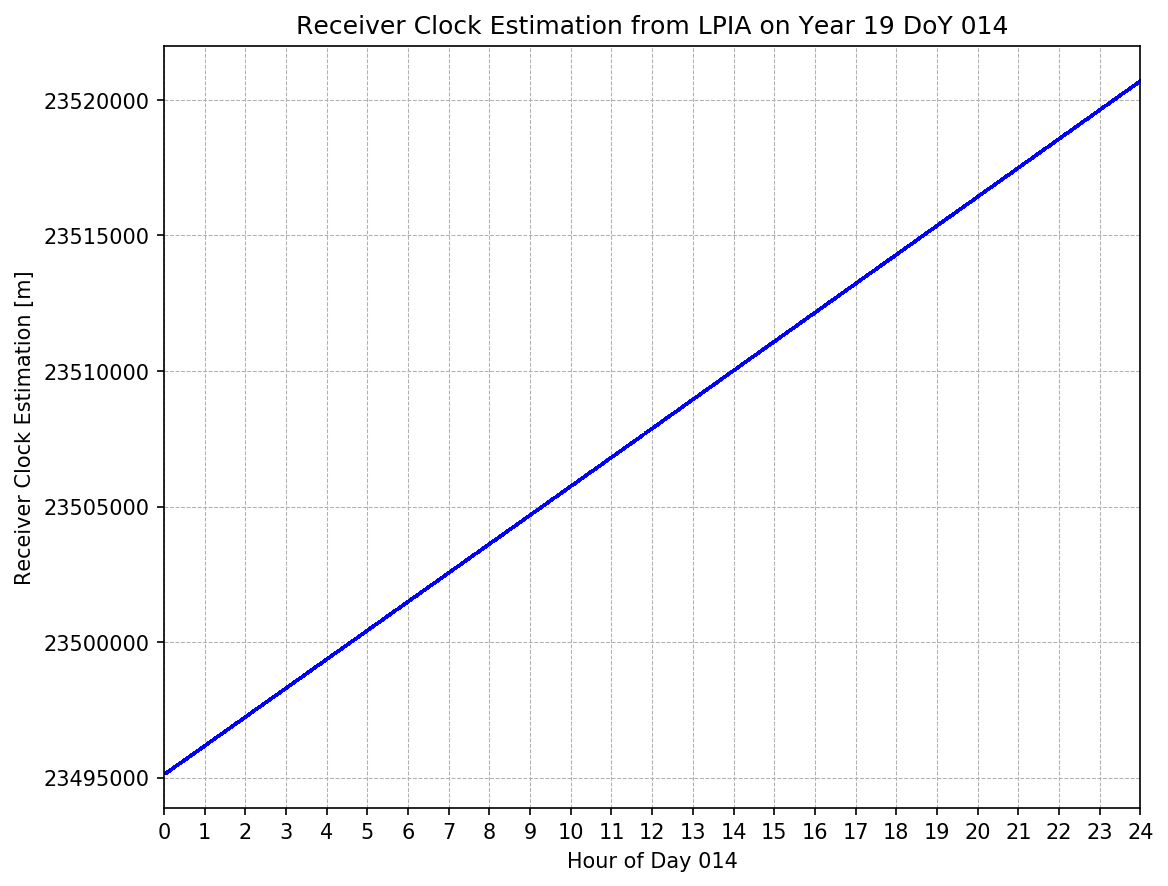 Receiver Clock Estimation from LPIA on Year 19 DoY 014
Receiver Clock Estimation [m]
23520000
23515000
23510000
23505000
23500000
23495000
0 1 2 3 4 5 6 7 8 9 10 11 12 13 14 15 16 17 18 19 20 21 22 23 24
Hour of Day 014